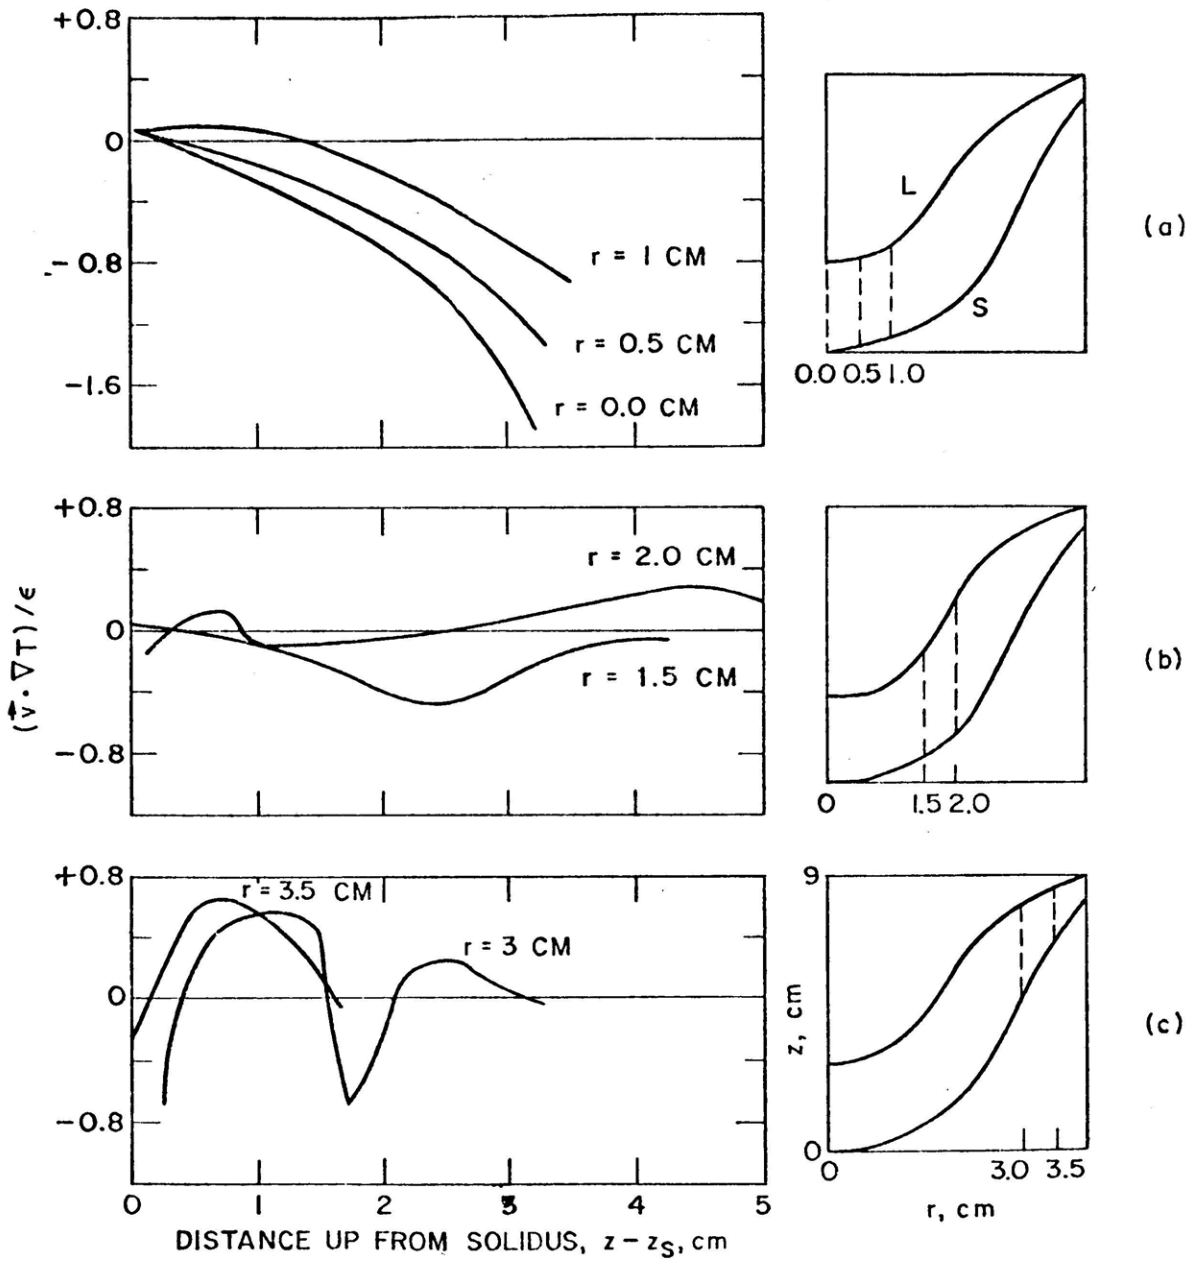 +0.8
0
-0.8
-1.6
r = 1 CM
r = 0.5 CM
r = 0.0 CM
L
S
0.0 0.5 1.0
(a)
+0.8
0
-0.8
r = 2.0 CM
r = 1.5 CM
0 1.5 2.0
(b)
(v⃗ · ∇T)/ϵ
+0.8
0
-0.8
r = 3.5 CM
r = 3 CM
0 1 2 3 4 5
DISTANCE UP FROM SOLIDUS, z - zS, cm
9
0
z, cm
0 3.0 3.5
r, cm
(c)